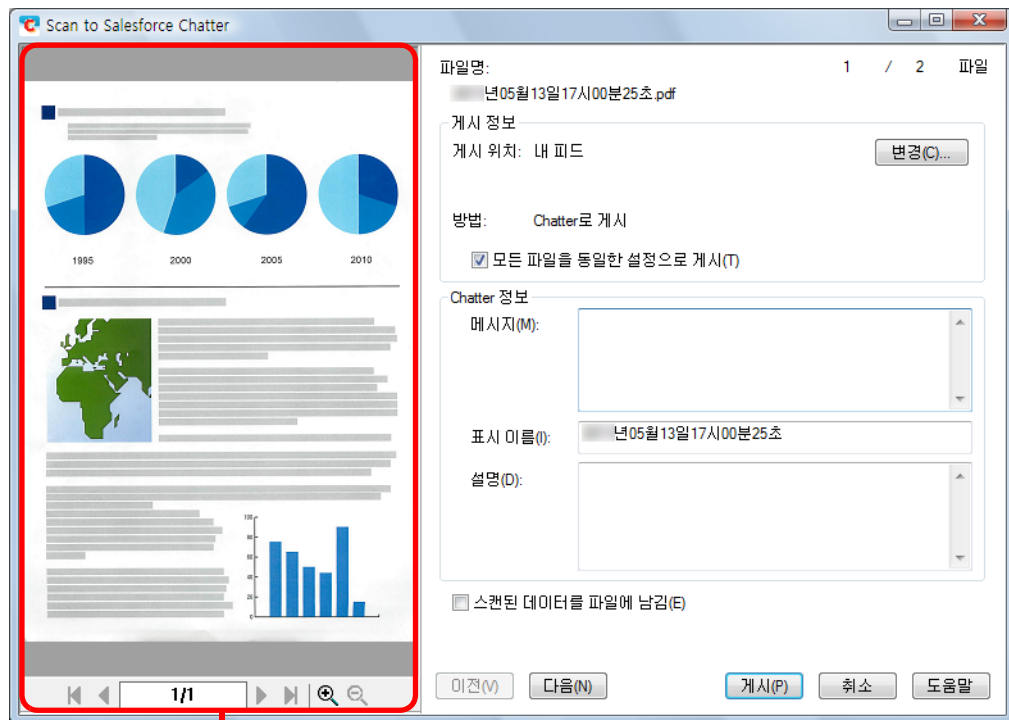 Scan to Salesforce Chatter
1995 2000 2005 2010
100
80
60
40
20
0
1/1
파일명: 1 / 2 파일
년05월13일17시00분25초.pdf
게시 정보
게시 위치: 내 피드 변경(C)...
방법: Chatter로 게시
모든 파일을 동일한 설정으로 게시(T)
Chatter 정보
메시지(M):
표시 이름(I): 년05월13일17시00분25초
설명(D):
스캔된 데이터를 파일에 남김(E)
이전(V) 다음(N) 게시(P) 취소 도움말